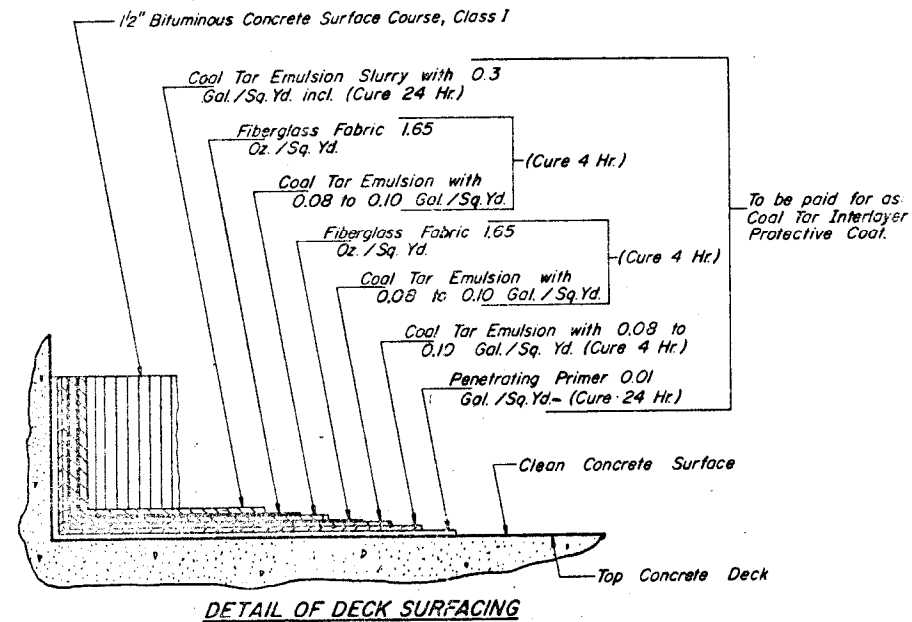 1½" Bituminous Concrete Surface Course, Class I
Coal Tar Emulsion Slurry with 0.3
Gal./Sq. Yd. incl. (Cure 24 Hr.)
Fiberglass Fabric 1.65
Oz./Sq. Yd.
(Cure 4 Hr.)
Coal Tar Emulsion with
0.08 to 0.10 Gal./Sq. Yd.
To be paid for as
Coal Tar Interlayer
Protective Coat.
Fiberglass Fabric 1.65
Oz./Sq. Yd.
(Cure 4 Hr.)
Coal Tar Emulsion with
0.08 to 0.10 Gal./Sq. Yd.
Coal Tar Emulsion with 0.08 to
0.10 Gal./Sq. Yd. (Cure 4 Hr.)
Penetrating Primer 0.01
Gal./Sq. Yd.- (Cure 24 Hr.)
Clean Concrete Surface
Top Concrete Deck
DETAIL OF DECK SURFACING